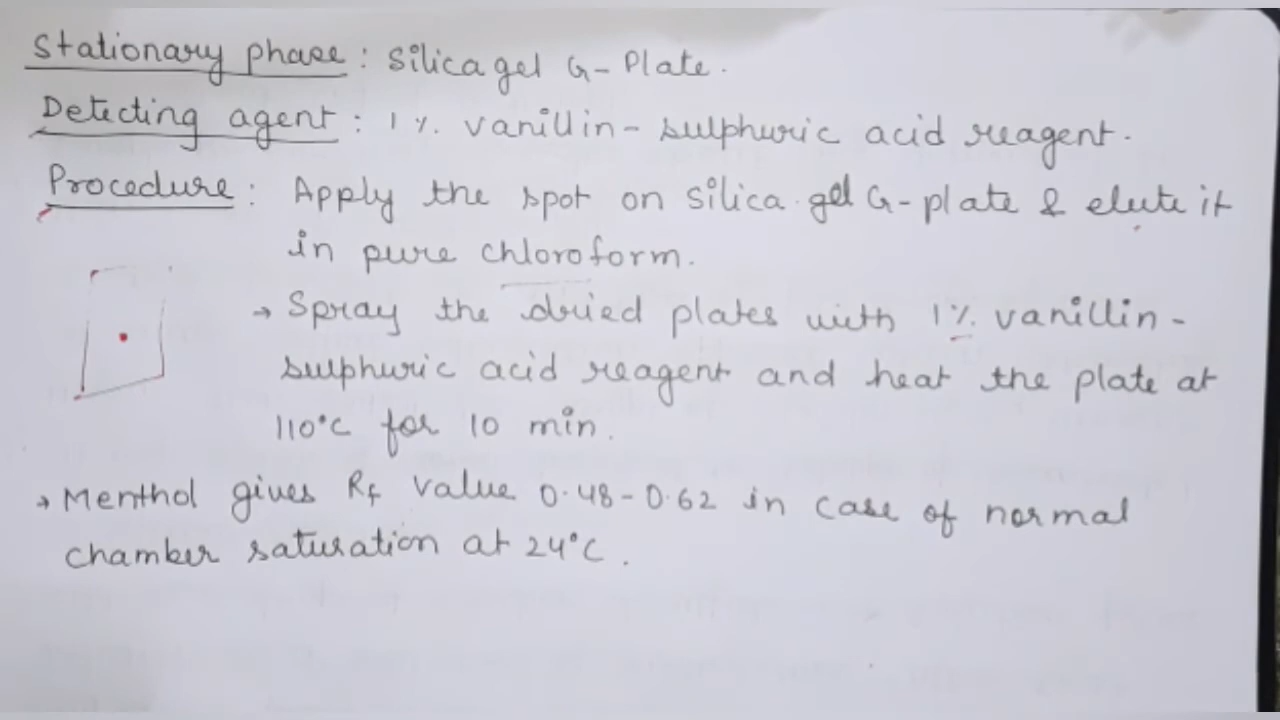 Stationary phase : Silica gel G- Plate.
Detecting agent : 1 %. vanillin - sulphuric acid reagent.
Procedure : Apply the spot on silica gel G-plate & elute it
in pure chloroform.
→ Spray the dried plates with 1 %. vanillin -
sulphuric acid reagent and heat the plate at
110°C for 10 min.
→ Menthol gives Rf value 0.48-0.62 in case of normal
chamber saturation at 24°C.